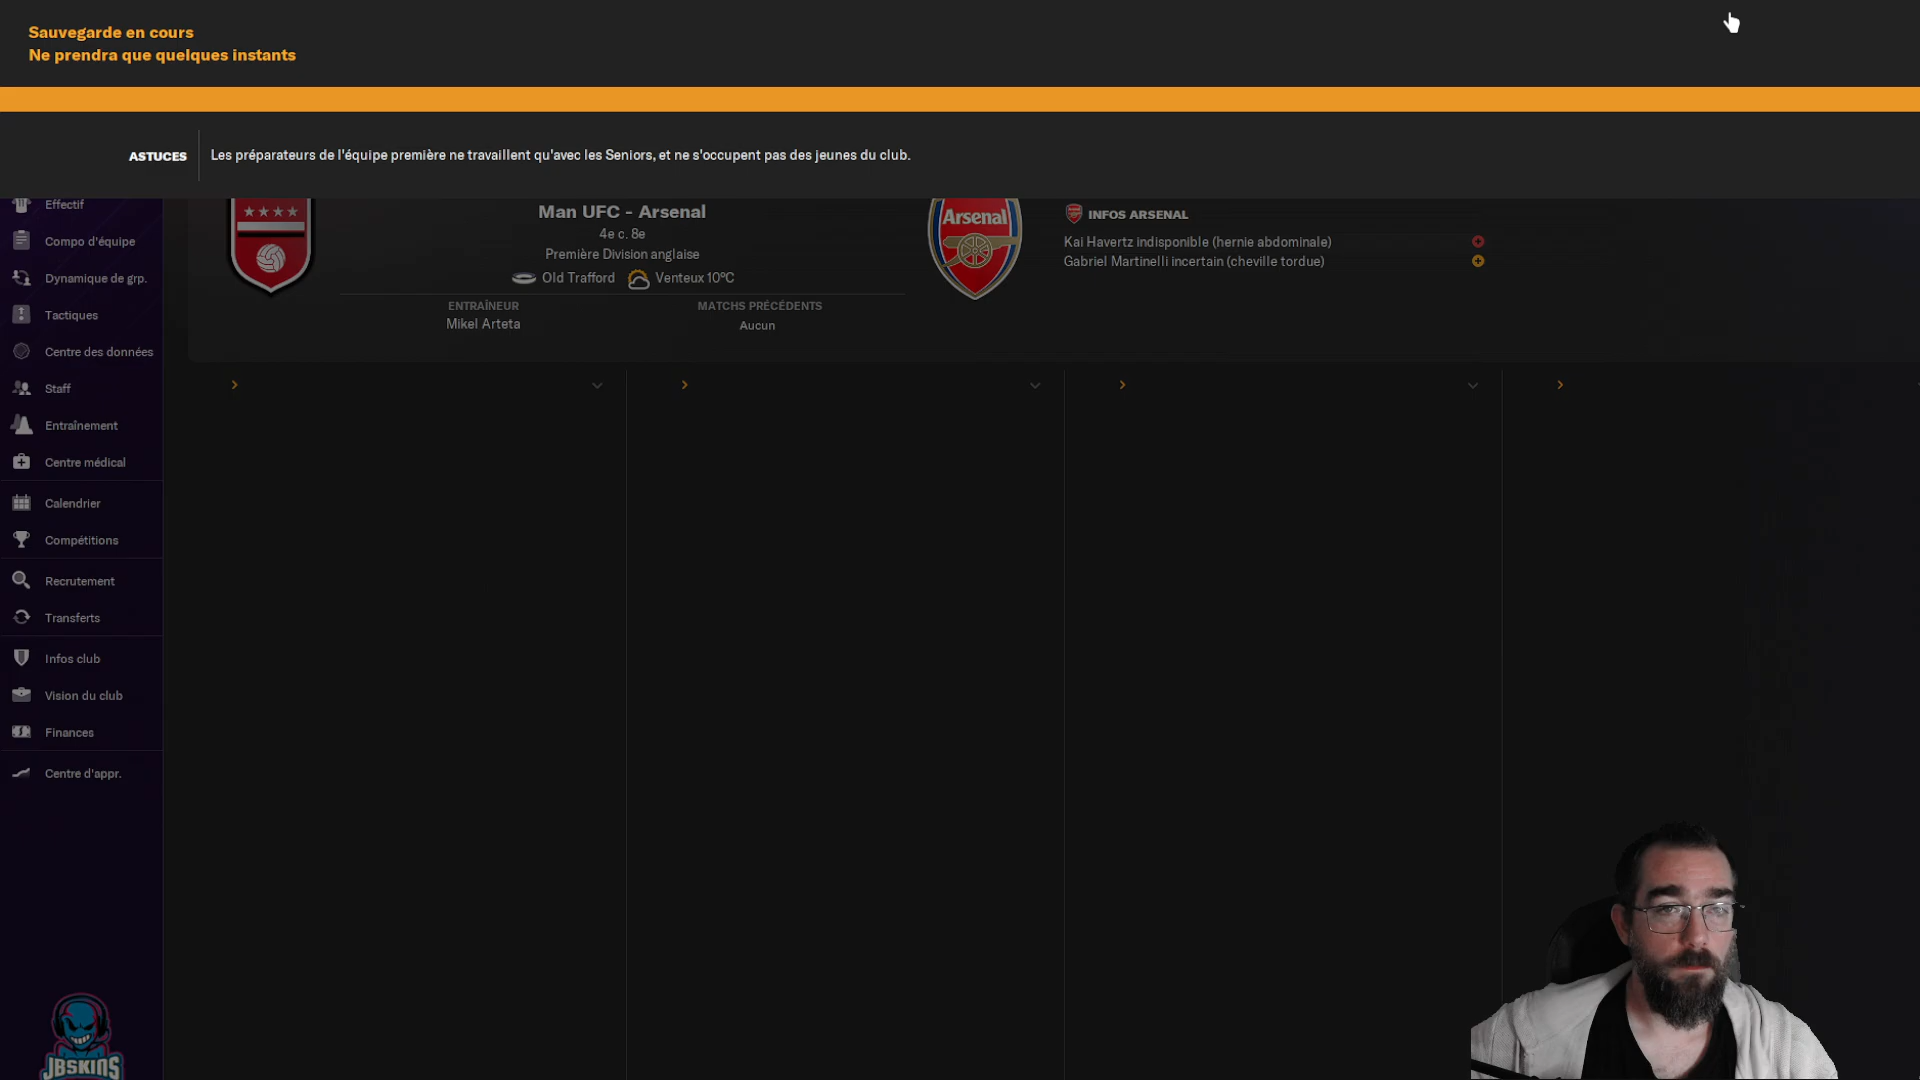 Sauvegarde en cours
Ne prendra que quelques instants
ASTUCES
Les préparateurs de l'équipe première ne travaillent qu'avec les Seniors, et ne s'occupent pas des jeunes du club.
Effectif
Compo d'équipe
Dynamique de grp.
Tactiques
Centre des données
Staff
Entraînement
Centre médical
Calendrier
Compétitions
Recrutement
Transferts
Infos club
Vision du club
Finances
Centre d'appr.
JBSKINS
Man UFC - Arsenal
4e c. 8e
Première Division anglaise
Old Trafford
Venteux 10°C
ENTRAÎNEUR
Mikel Arteta
MATCHS PRÉCÉDENTS
Aucun
Arsenal
INFOS ARSENAL
Kai Havertz indisponible (hernie abdominale)
Gabriel Martinelli incertain (cheville tordue)